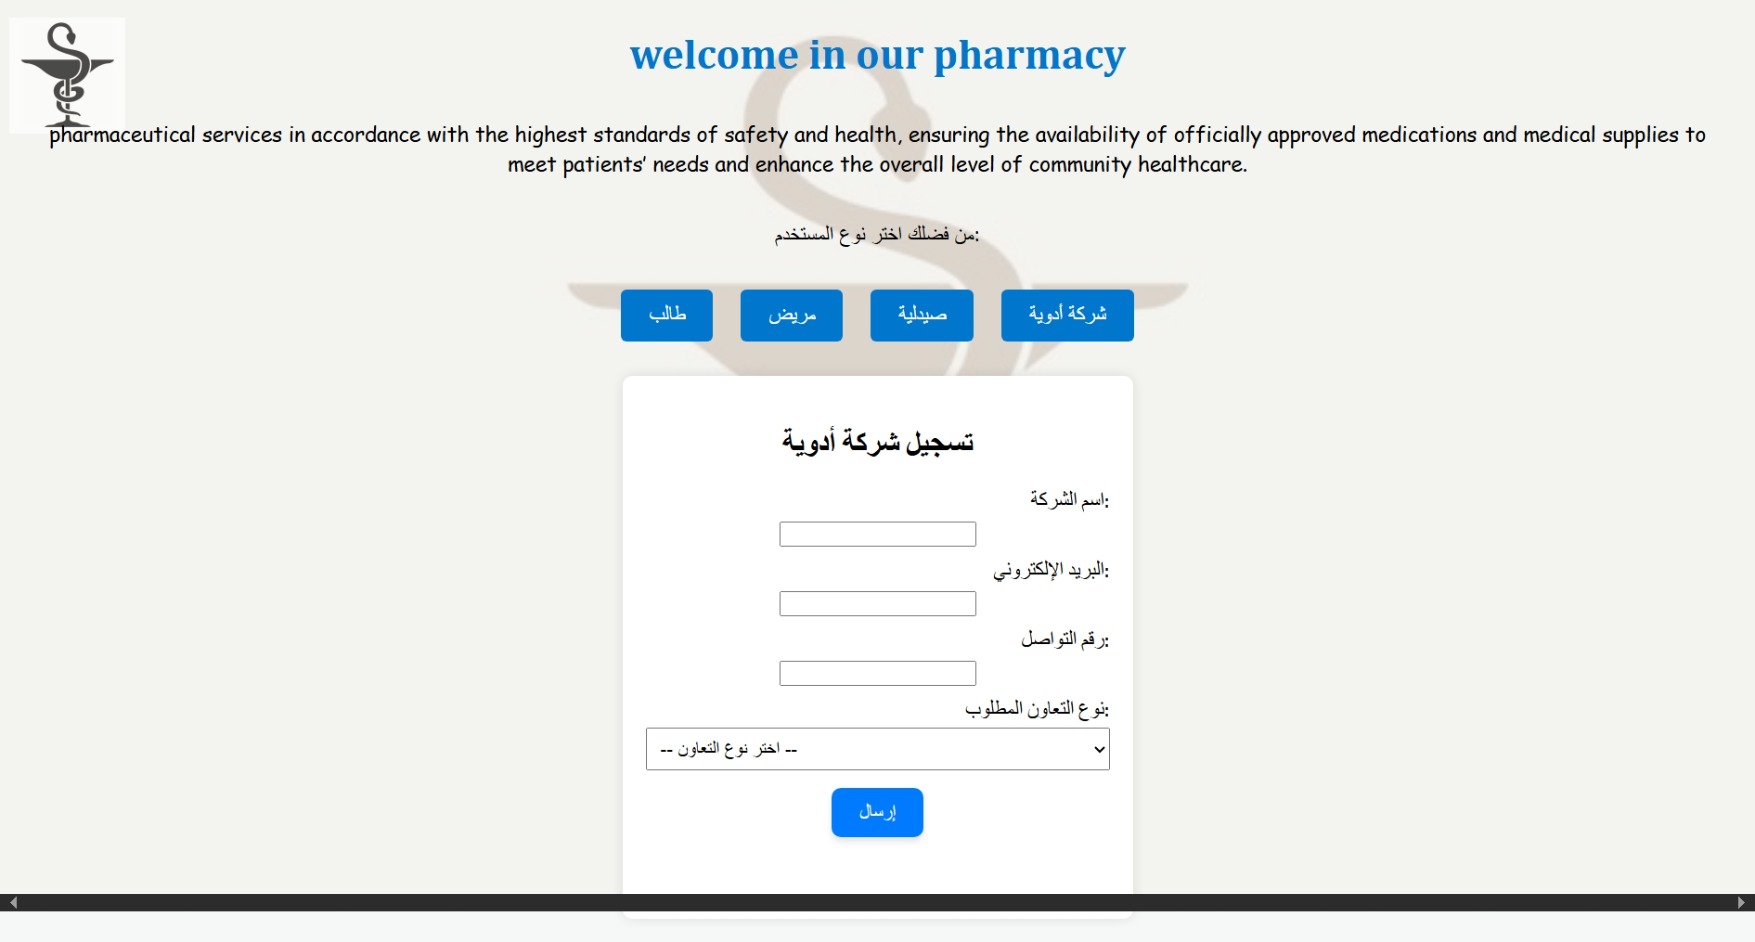 welcome in our pharmacy
pharmaceutical services in accordance with the highest standards of safety and health, ensuring the availability of officially approved medications and medical supplies to
meet patients' needs and enhance the overall level of community healthcare.
من فضلك اختر نوع المستخدم:
شركة أدوية
صيدلية
مريض
طالب
تسجيل شركة أدوية
اسم الشركة:
البريد الإلكتروني:
رقم التواصل:
نوع التعاون المطلوب:
-- اختر نوع التعاون --
إرسال